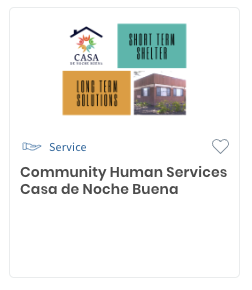 CASA
DE NOCHE BUENA
SHORT TERM
SHELTER
LONG TERM
SOLUTIONS
Service
Community Human Services
Casa de Noche Buena